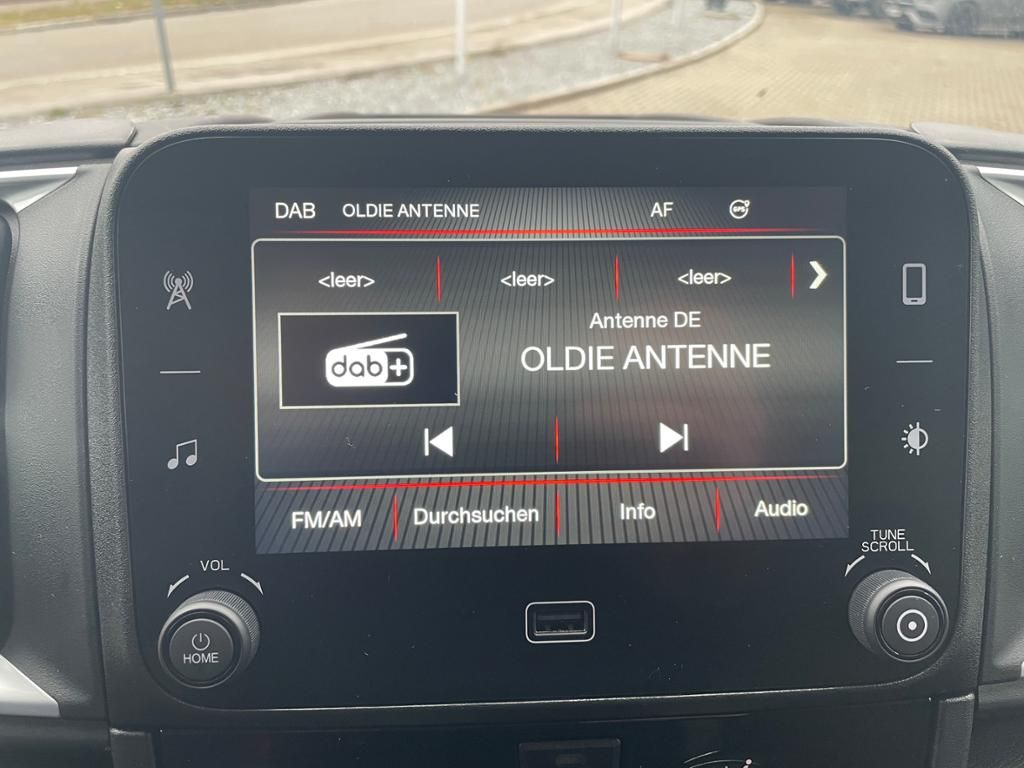 DAB OLDIE ANTENNE AF GPS
<leer> <leer> <leer>
Antenne DE
OLDIE ANTENNE
dab+
FM/AM Durchsuchen Info Audio
VOL
HOME
TUNE
SCROLL